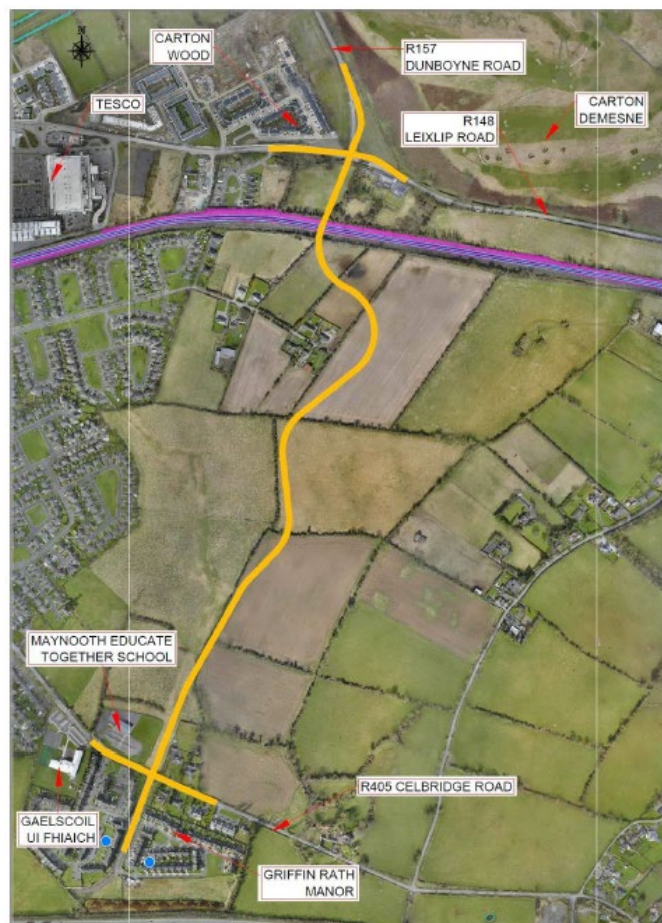 N
CARTON
WOOD
R157
DUNBOYNE ROAD
TESCO
R148
LEIXLIP ROAD
CARTON
DEMESNE
MAYNOOTH EDUCATE
TOGETHER SCHOOL
R405 CELBRIDGE ROAD
GAELSCOIL
UI FHIAICH
GRIFFIN RATH
MANOR